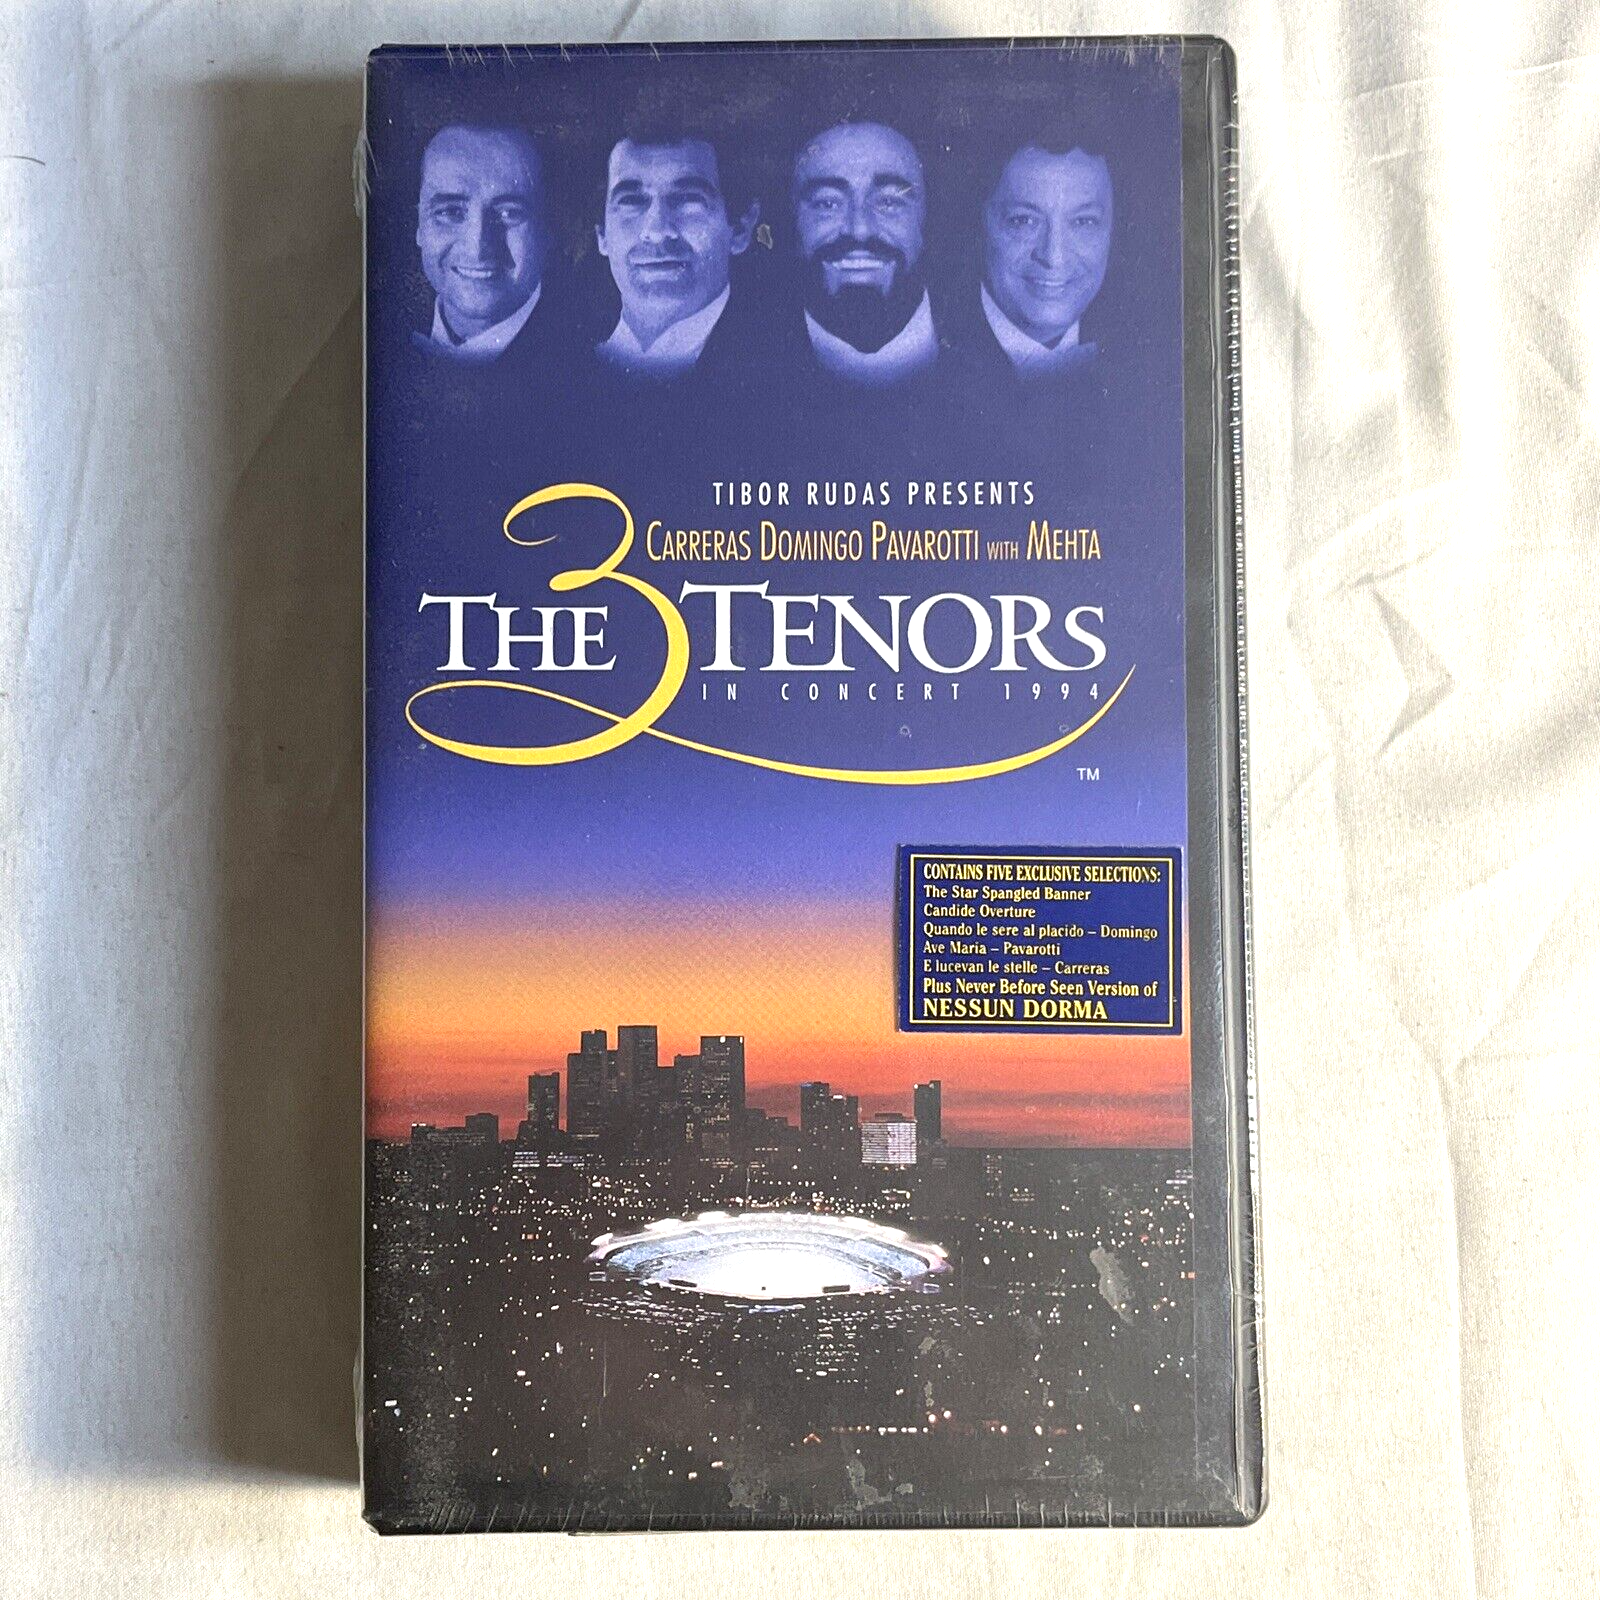 TIBOR RUDAS PRESENTS
CARRERAS DOMINGO PAVAROTTI WITH MEHTA
THE 3 TENORS
IN CONCERT 1994
TM
CONTAINS FIVE EXCLUSIVE SELECTIONS:
The Star Spangled Banner
Candide Overture
Quando le sere al placido – Domingo
Ave Maria – Pavarotti
E lucevan le stelle – Carreras
Plus Never Before Seen Version of
NESSUN DORMA